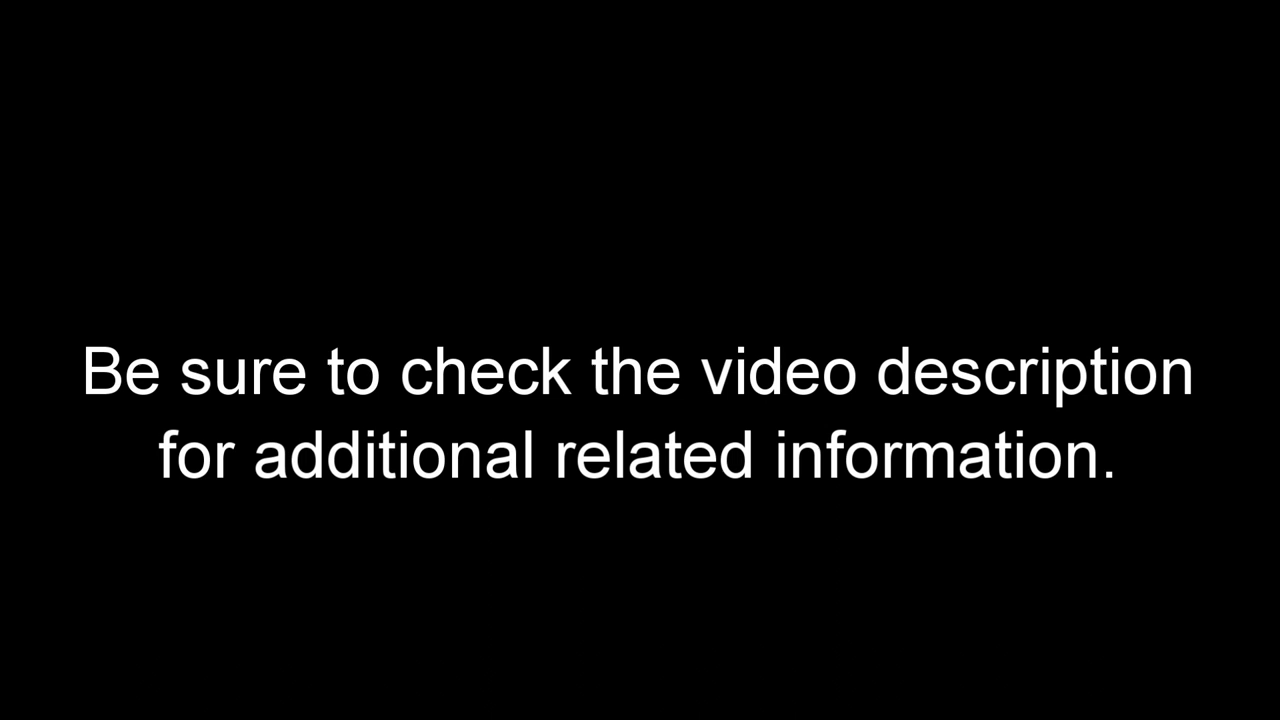 Be sure to check the video description
for additional related information.